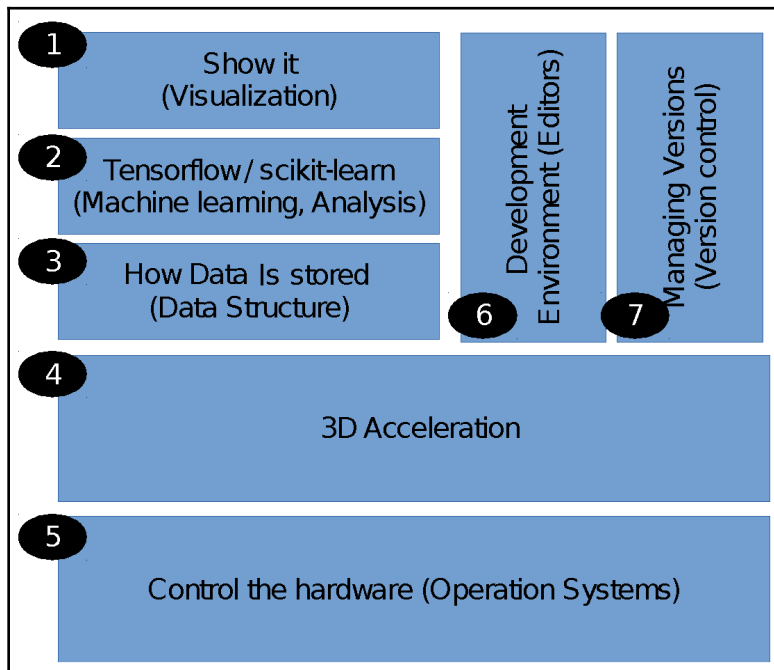 1
Show it
(Visualization)
2
Tensorflow / scikit-learn
(Machine learning, Analysis)
3
How Data Is stored
(Data Structure)
6
Development
Environment (Editors)
7
Managing Versions
(Version control)
4
3D Acceleration
5
Control the hardware (Operation Systems)